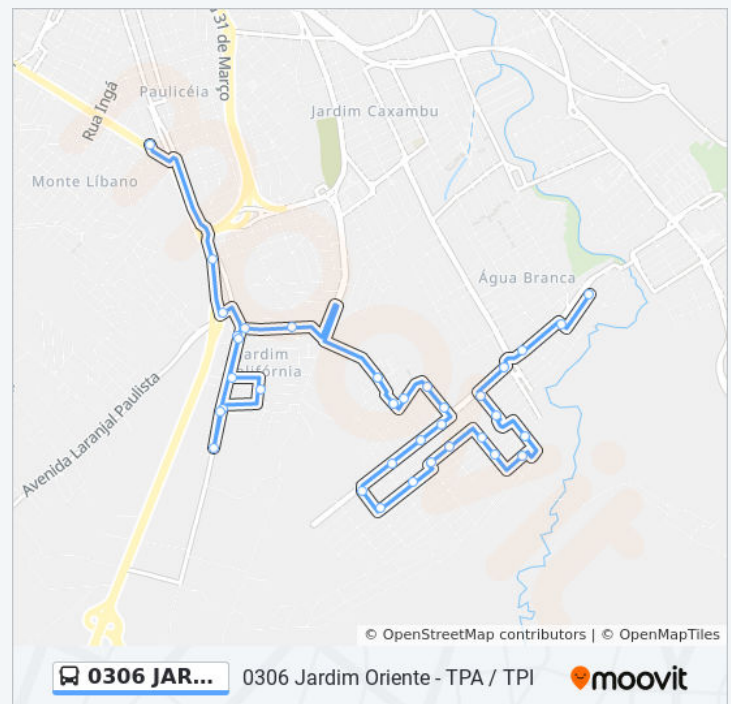 31 de Março
Paulicéia
Rua Ingá
Jardim Caxambu
Monte Líbano
Água Branca
Jardim
Avenida Laranjal Paulista
© OpenStreetMap contributors | © OpenMapTiles
0306 JAR...
0306 Jardim Oriente - TPA / TPI
moovit